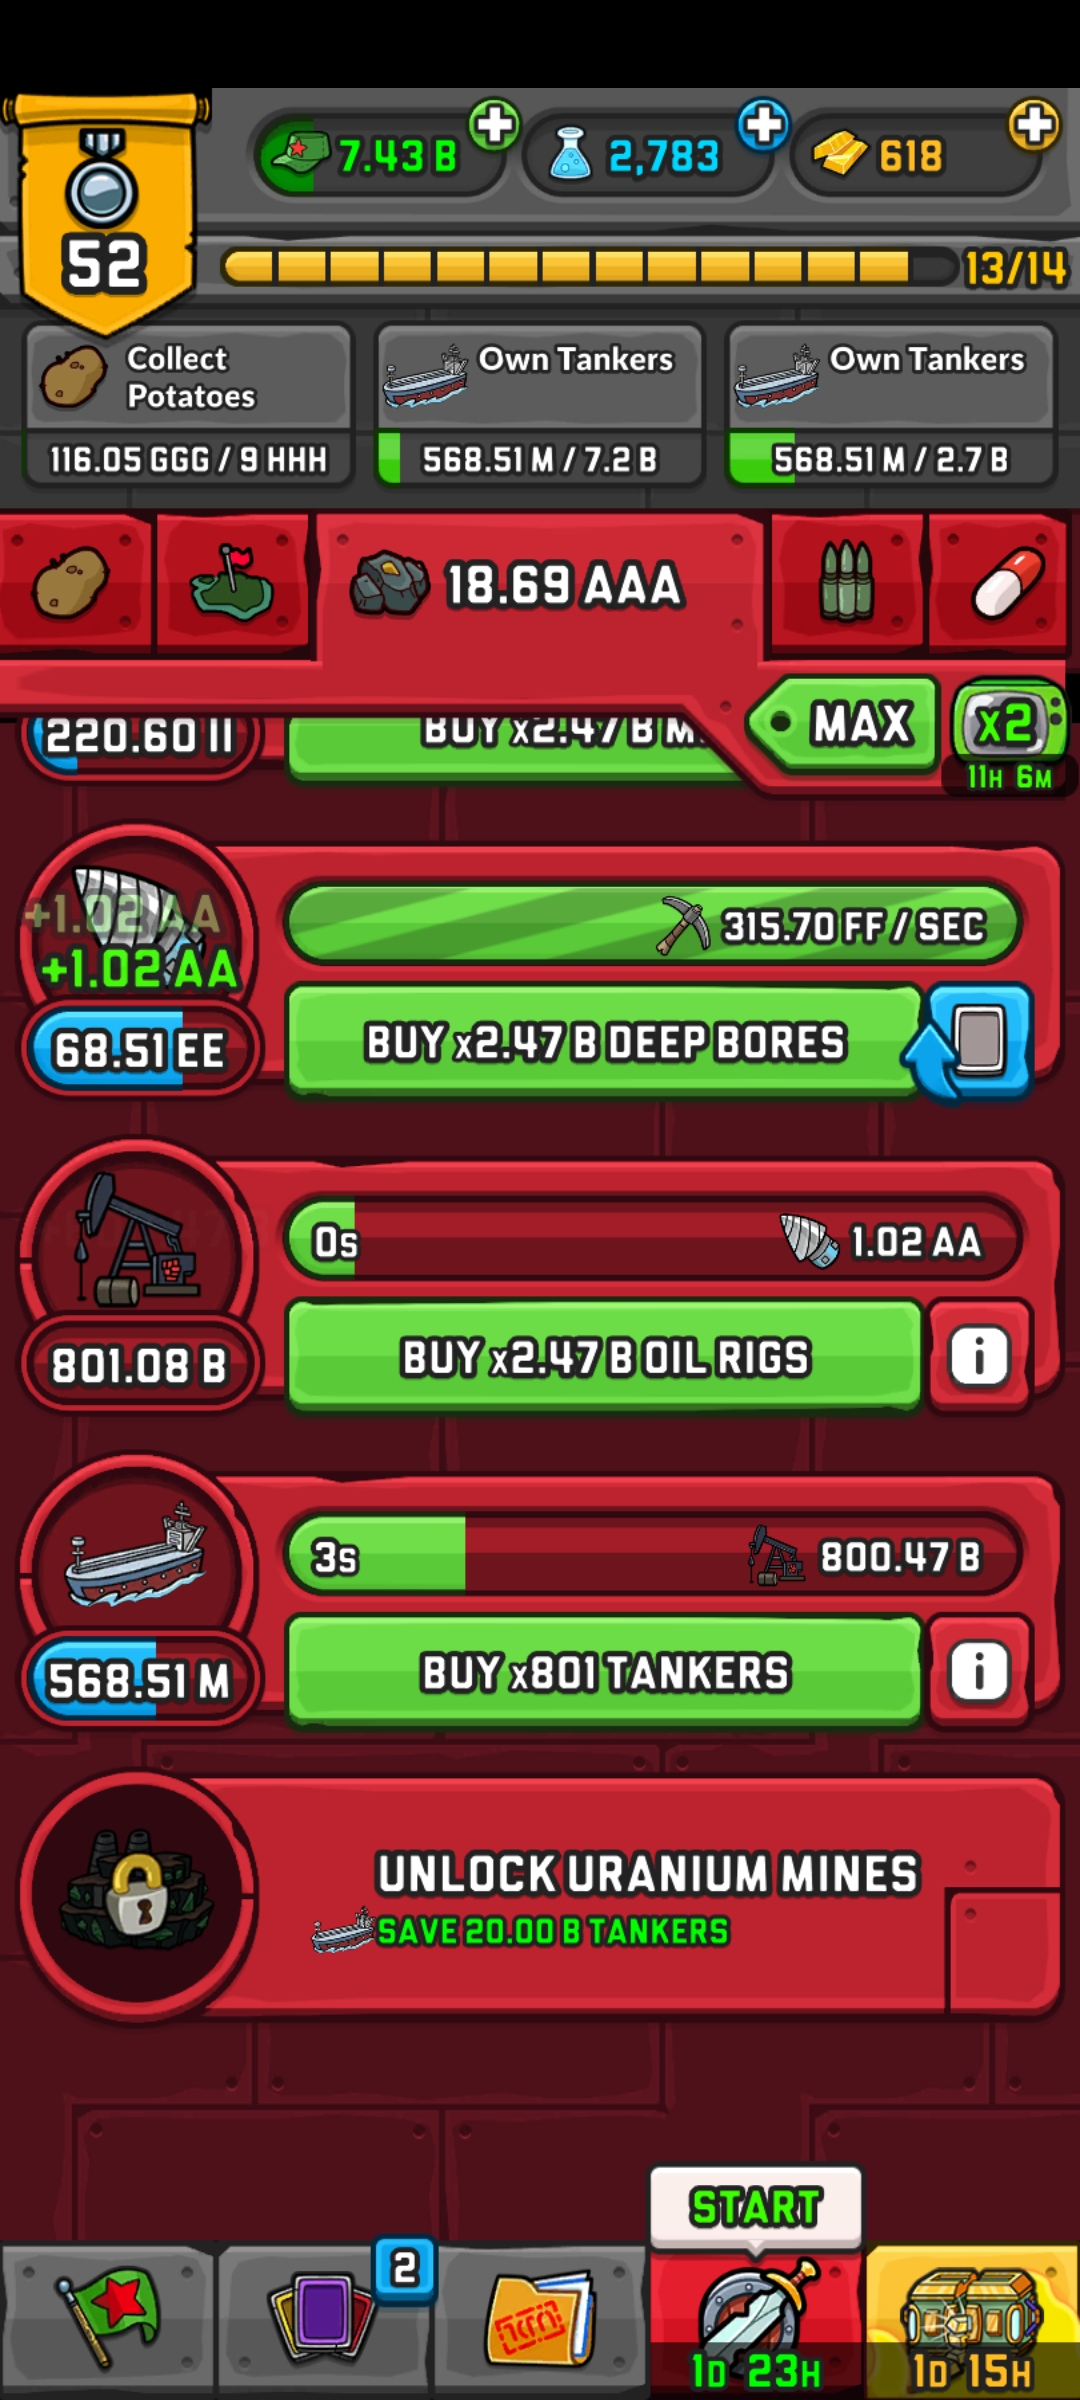 7.43 B
2,783
618
52
13/14
Collect
Potatoes
116.05 GGG / 9 HHH
Own Tankers
568.51 M / 7.2 B
Own Tankers
568.51 M / 2.7 B
18.69 AAA
MAX
x2
11H 6M
220.60 II
BUY x2.47 B M
+1.02 AA
+1.02 AA
315.70 FF / SEC
68.51 EE
BUY x2.47 B DEEP BORES
0s
1.02 AA
801.08 B
BUY x2.47 B OIL RIGS
i
3s
800.47 B
568.51 M
BUY x801 TANKERS
i
UNLOCK URANIUM MINES
SAVE 20.00 B TANKERS
START
2
1D 23H
1D 15H